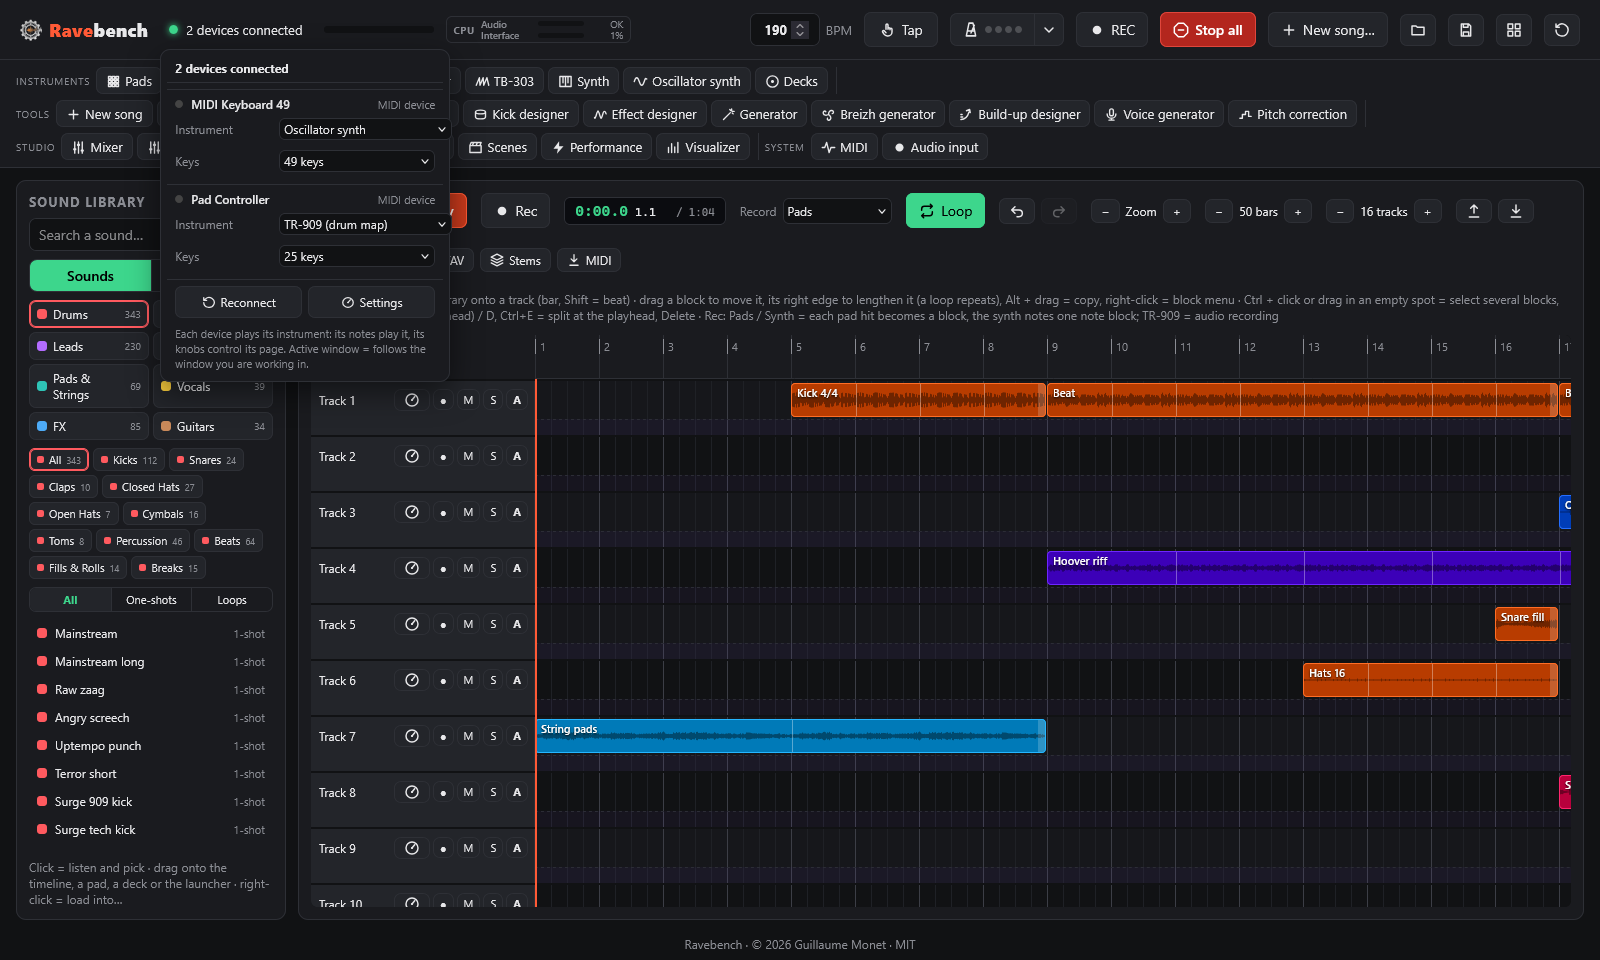 Ravebench
2 devices connected
CPU Audio Interface OK 1%
190 BPM
Tap
REC
Stop all
New song...
2 devices connected
MIDI Keyboard 49 MIDI device
Instrument Oscillator synth
Keys 49 keys
Pad Controller MIDI device
Instrument TR-909 (drum map)
Keys 25 keys
Reconnect Settings
Each device plays its instrument: its notes play it, its
knobs control its page. Active window = follows the
window you are working in.
INSTRUMENTS Pads TB-303 Synth Oscillator synth Decks
TOOLS New song Kick designer Effect designer Generator Breizh generator Build-up designer Voice generator Pitch correction
STUDIO Mixer Scenes Performance Visualizer SYSTEM MIDI Audio input
SOUND LIBRARY
Search a sound...
Sounds
Drums 343
Leads 230
Pads & Strings 69
Vocals 39
FX 85
Guitars 34
All 343 Kicks 112 Snares 24
Claps 10 Closed Hats 27
Open Hats 7 Cymbals 16
Toms 8 Percussion 46 Beats 64
Fills & Rolls 14 Breaks 15
All One-shots Loops
Mainstream 1-shot
Mainstream long 1-shot
Raw zaag 1-shot
Angry screech 1-shot
Uptempo punch 1-shot
Terror short 1-shot
Surge 909 kick 1-shot
Surge tech kick 1-shot
Click = listen and pick · drag onto the
timeline, a pad, a deck or the launcher · right-
click = load into...
Rec 0:00.0 1.1 / 1:04 Record Pads Loop − Zoom + − 50 bars + − 16 tracks +
AV Stems MIDI
rary onto a track (bar, Shift = beat) · drag a block to move it, its right edge to lengthen it (a loop repeats), Alt + drag = copy, right-click = block menu · Ctrl + click or drag in an empty spot = select several blocks,
ead) / D, Ctrl+E = split at the playhead, Delete · Rec: Pads / Synth = each pad hit becomes a block, the synth notes one note block; TR-909 = audio recording
1 2 3 4 5 6 7 8 9 10 11 12 13 14 15 16 17
Track 1 M S A Kick 4/4 Beat B
Track 2 M S A
Track 3 M S A
Track 4 M S A Hoover riff
Track 5 M S A Snare fill
Track 6 M S A Hats 16
Track 7 M S A String pads
Track 8 M S A S
Track 9 M S A
Track 10 M S A
Ravebench · © 2026 Guillaume Monet · MIT